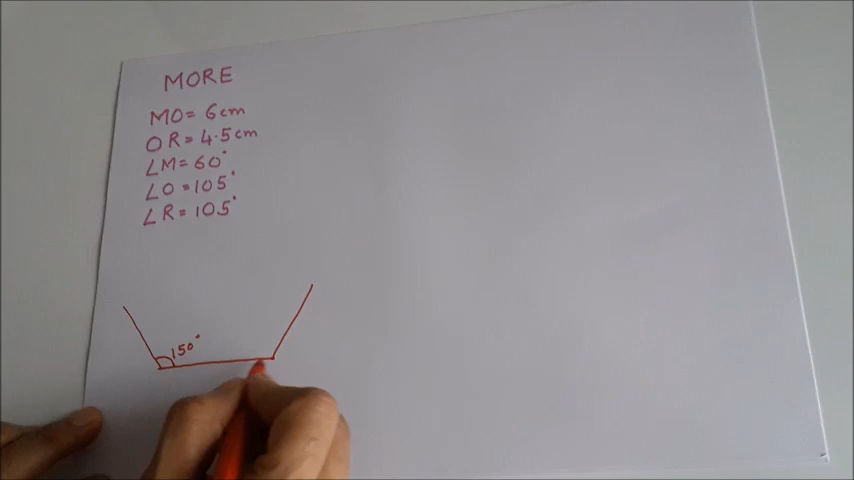 MORE
MO = 6cm
OR = 4.5cm
∠M = 60°
∠O = 105°
∠R = 105°
150°